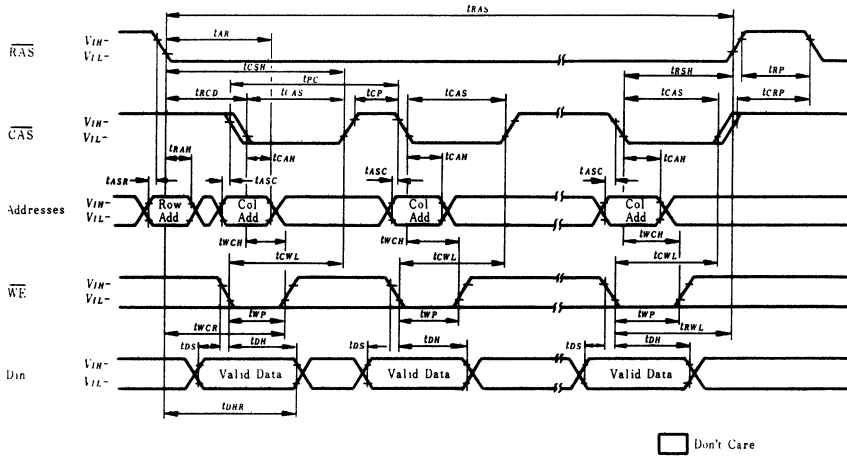 tRAS
tAR
RAS VIH-
VIL-
tCSH
tPC
tRSH
tRP
tRCD
tCAS
tCP
tCAS
tCAS
tCRP
CAS VIH-
VIL-
tRAH
tCAH
tCAH
tCAH
tASR
tASC
tASC
tASC
Addresses VIH-
VIL-
Row Add
Col Add
Col Add
Col Add
tWCH
tWCH
tWCH
tCWL
tCWL
tCWL
WE VIH-
VIL-
tWP
tWP
tWP
tWCR
tRWL
tDS
tDH
tDS
tDH
tDS
tDH
Din VIH-
VIL-
Valid Data
Valid Data
Valid Data
tDHR
Don't Care